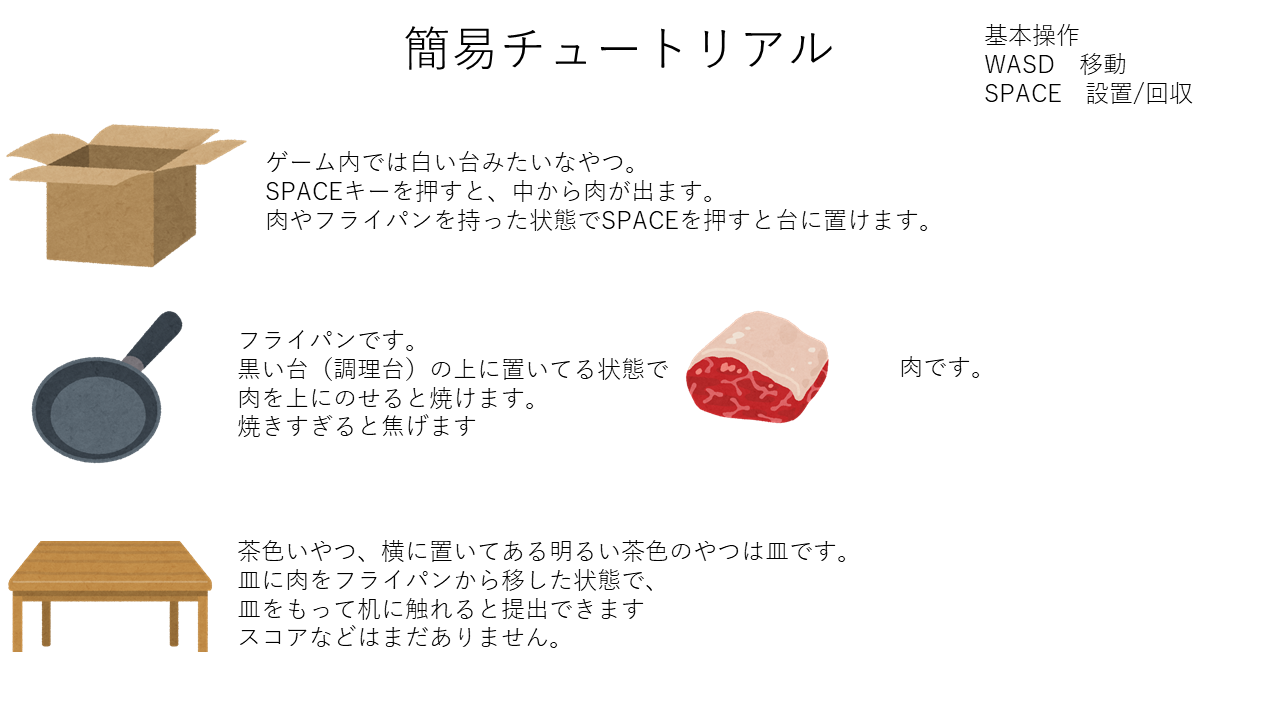 簡易チュートリアル
基本操作
WASD　移動
SPACE　設置/回収
ゲーム内では白い台みたいなやつ。
SPACEキーを押すと、中から肉が出ます。
肉やフライパンを持った状態でSPACEを押すと台に置けます。
フライパンです。
黒い台（調理台）の上に置いてる状態で
肉を上にのせると焼けます。
焼きすぎると焦げます
肉です。
茶色いやつ、横に置いてある明るい茶色のやつは皿です。
皿に肉をフライパンから移した状態で、
皿をもって机に触れると提出できます
スコアなどはまだありません。